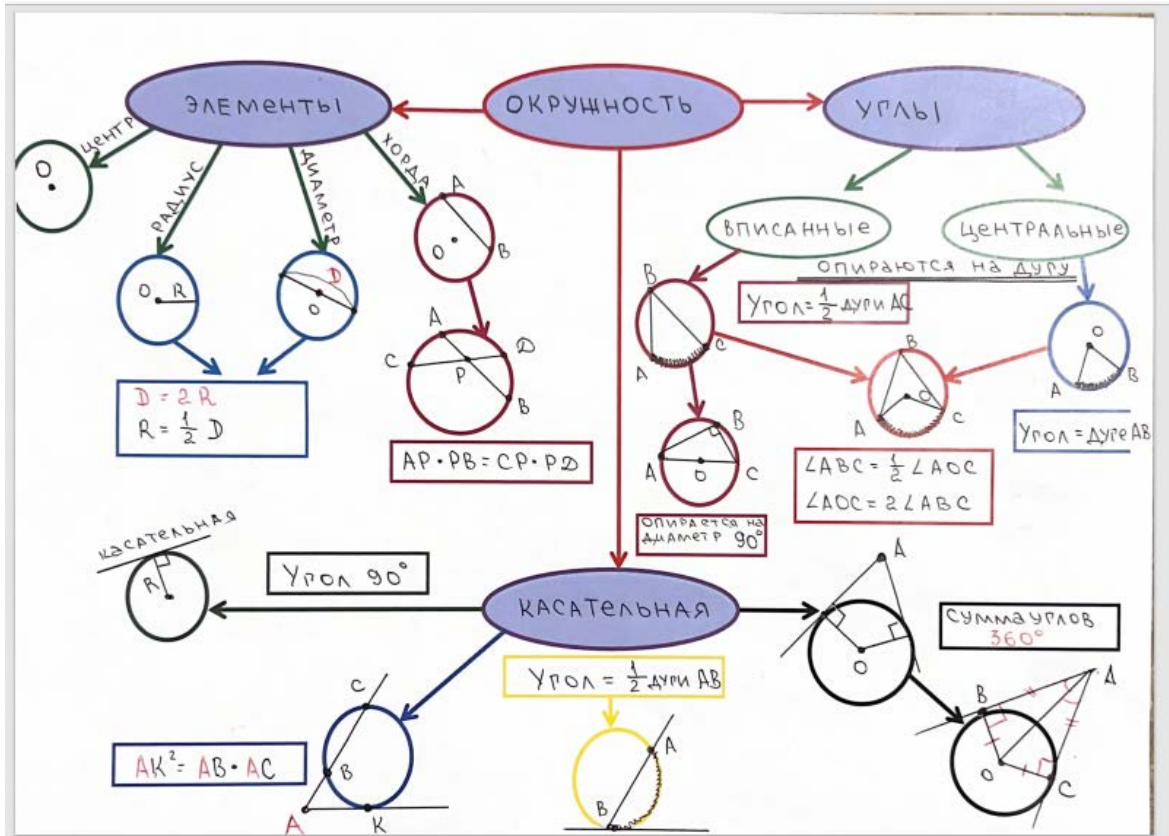 ЭЛЕМЕНТЫ
ОКРУЖНОСТЬ
УГЛЫ
ЦЕНТР
РАДИУС
ДИАМЕТР
ХОРДА
O
O R
D
O
A
O
B
A
C D
P
B
D = 2R
R = 1/2 D
AP · PB = CP · PD
ВПИСАННЫЕ
ЦЕНТРАЛЬНЫЕ
ОПИРАЮТСЯ НА ДУГУ
B
A C
УГОЛ = 1/2 ДУГИ AC
B
O
A C
O
A B
УГОЛ = ДУГЕ AB
B
A O C
ОПИРАЕТСЯ НА
ДИАМЕТР 90°
∠ABC = 1/2 ∠AOC
∠AOC = 2∠ABC
КАСАТЕЛЬНАЯ
R
УГОЛ 90°
КАСАТЕЛЬНАЯ
A
O
СУММА УГЛОВ
360°
УГОЛ = 1/2 ДУГИ AB
A
B
C
B
A K
AK² = AB · AC
B A
O
C